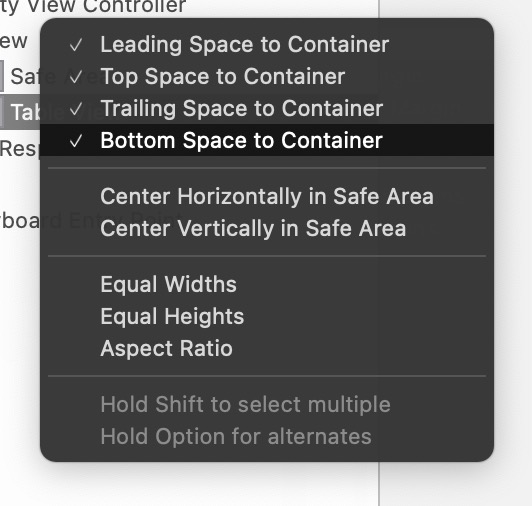 ty View Controller
ew
✓ Leading Space to Container
Safe Area
✓ Top Space to Container
Table
✓ Trailing Space to Container
Resp
✓ Bottom Space to Container
Center Horizontally in Safe Area
board Entry Point
Center Vertically in Safe Area
Equal Widths
Equal Heights
Aspect Ratio
Hold Shift to select multiple
Hold Option for alternates